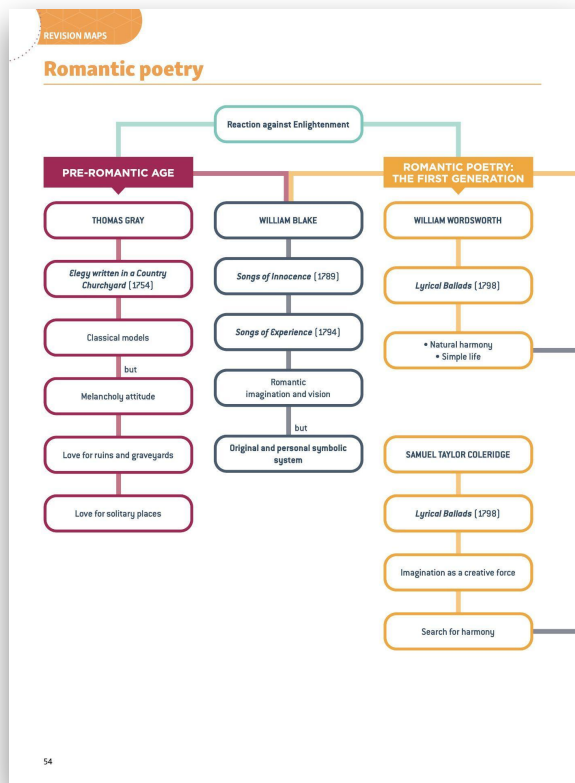 REVISION MAPS
Romantic poetry
Reaction against Enlightenment
PRE-ROMANTIC AGE
THOMAS GRAY
Elegy written in a Country
Churchyard (1754)
Classical models
but
Melancholy attitude
Love for ruins and graveyards
Love for solitary places
WILLIAM BLAKE
Songs of Innocence (1789)
Songs of Experience (1794)
Romantic
imagination and vision
but
Original and personal symbolic
system
ROMANTIC POETRY:
THE FIRST GENERATION
WILLIAM WORDSWORTH
Lyrical Ballads (1798)
• Natural harmony
• Simple life
SAMUEL TAYLOR COLERIDGE
Lyrical Ballads (1798)
Imagination as a creative force
Search for harmony
54